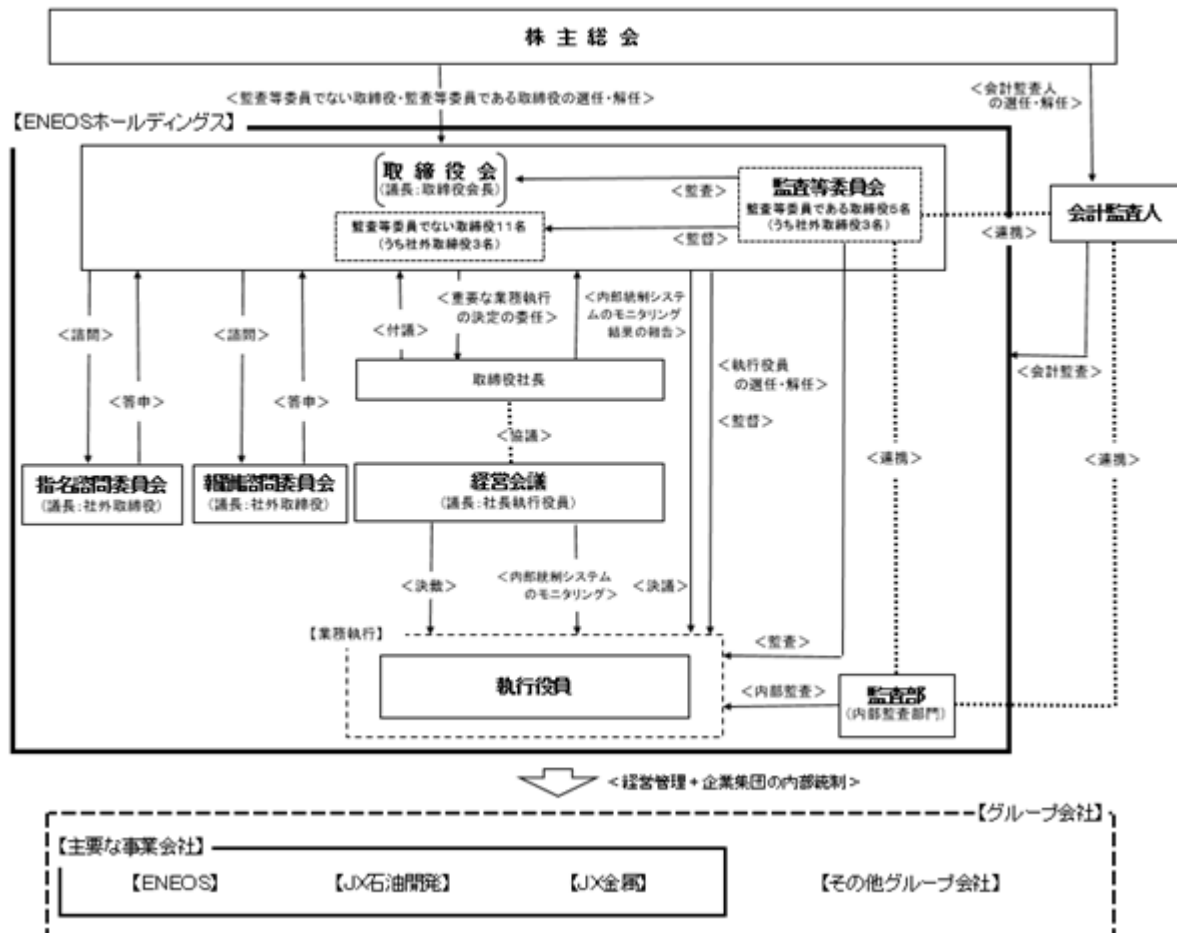 株主総会
<監査等委員でない取締役・監査等委員である取締役の選任・解任>
<会計監査人
の選任・解任>
【ENEOSホールディングス】
取締役会
(議長:取締役会長)
監査等委員でない取締役11名
(うち社外取締役3名)
<監査>
<監督>
監査等委員会
監査等委員である取締役5名
(うち社外取締役3名)
<連携>
会計監査人
<諮問>
<答申>
<諮問>
<答申>
<付議>
<重要な業務執行
の決定の委任>
<内部統制システ
ムのモニタリング
結果の報告>
<執行役員
の選任・解任>
<監督>
<会計監査>
取締役社長
<協議>
<連携>
<連携>
指名諮問委員会
(議長:社外取締役)
報酬諮問委員会
(議長:社外取締役)
経営会議
(議長:社長執行役員)
<決裁>
<内部統制システム
のモニタリング>
<決議>
【業務執行】
執行役員
<監査>
<内部監査>
監査部
(内部監査部門)
<経営管理+企業集団の内部統制>
【グループ会社】
【主要な事業会社】
【ENEOS】
【JX石油開発】
【JX金属】
【その他グループ会社】